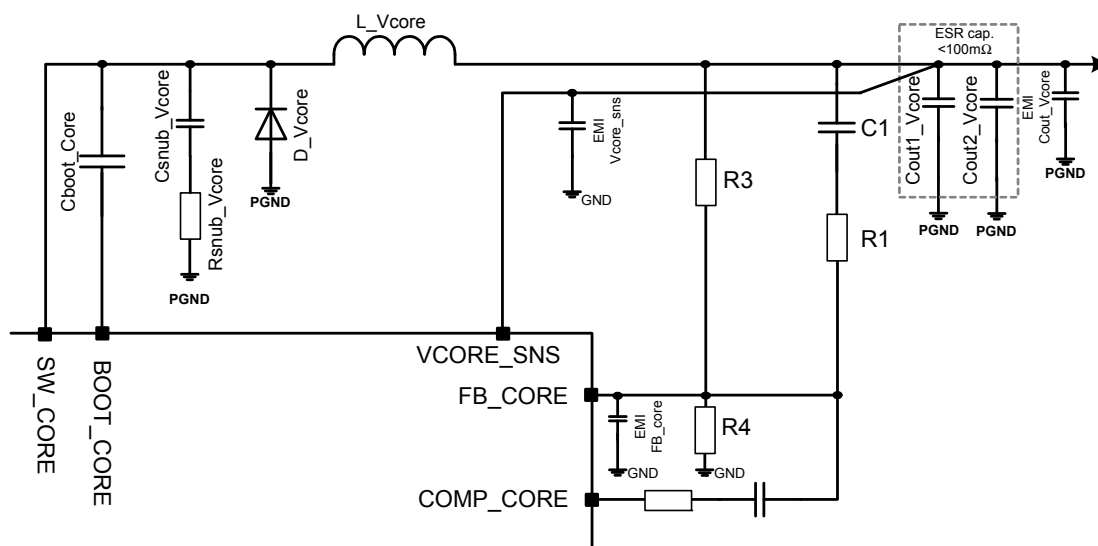 L_Vcore
ESR cap.
<100mΩ
Cboot_Core
Csnub_Vcore
Rsnub_Vcore
PGND
D_Vcore
PGND
EMI
Vcore_sns
GND
R3
C1
R1
Cout1_Vcore
Cout2_Vcore
PGND
PGND
EMI
Cout_Vcore
PGND
SW_CORE
BOOT_CORE
VCORE_SNS
FB_CORE
EMI
FB_core
GND
R4
GND
COMP_CORE